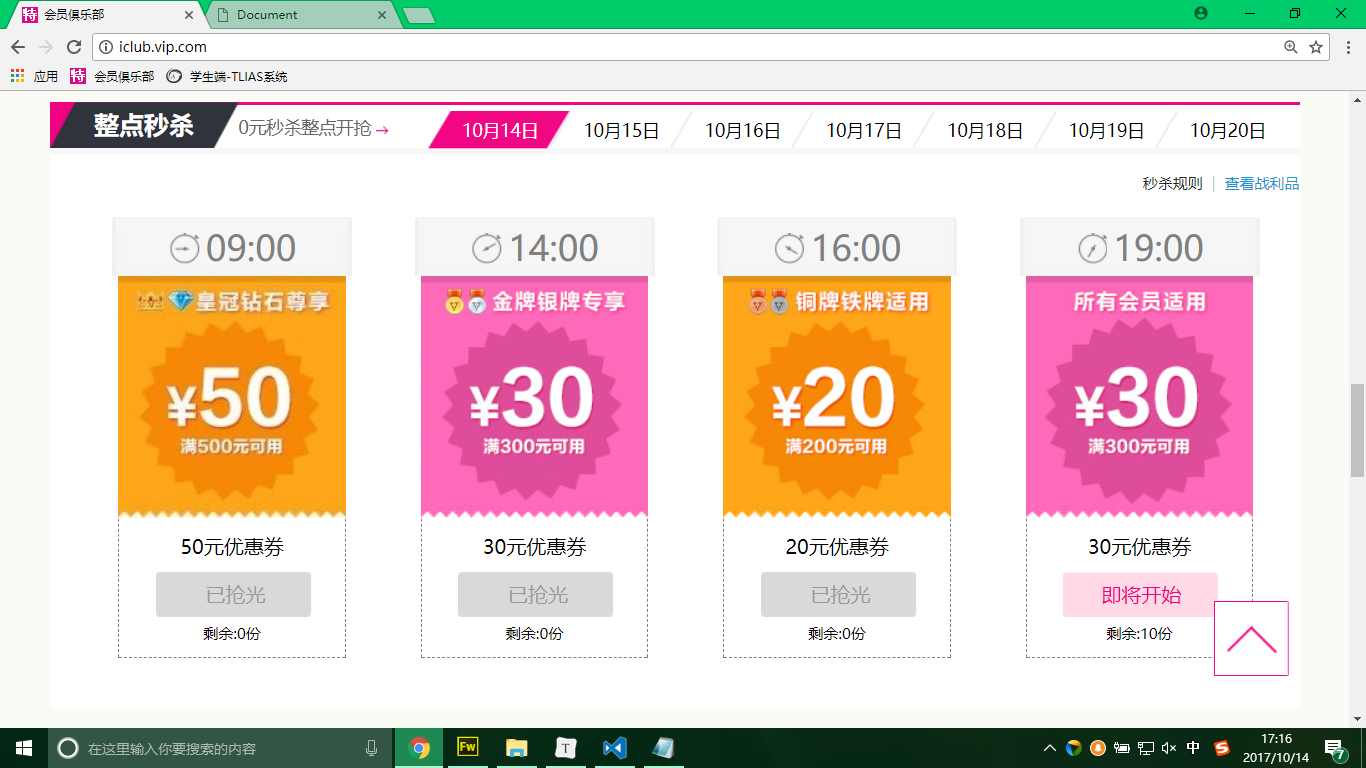 会员俱乐部
Document
iclub.vip.com
应用
会员俱乐部
学生端-TLIAS系统
整点秒杀
0元秒杀整点开抢→
10月14日
10月15日
10月16日
10月17日
10月18日
10月19日
10月20日
秒杀规则 | 查看战利品
09:00
14:00
16:00
19:00
皇冠钻石尊享
¥50
满500元可用
50元优惠券
已抢光
剩余:0份
金牌银牌专享
¥30
满300元可用
30元优惠券
已抢光
剩余:0份
铜牌铁牌适用
¥20
满200元可用
20元优惠券
已抢光
剩余:0份
所有会员适用
¥30
满300元可用
30元优惠券
即将开始
剩余:10份
在这里输入你要搜索的内容
Fw
T
中
17:16
2017/10/14
7